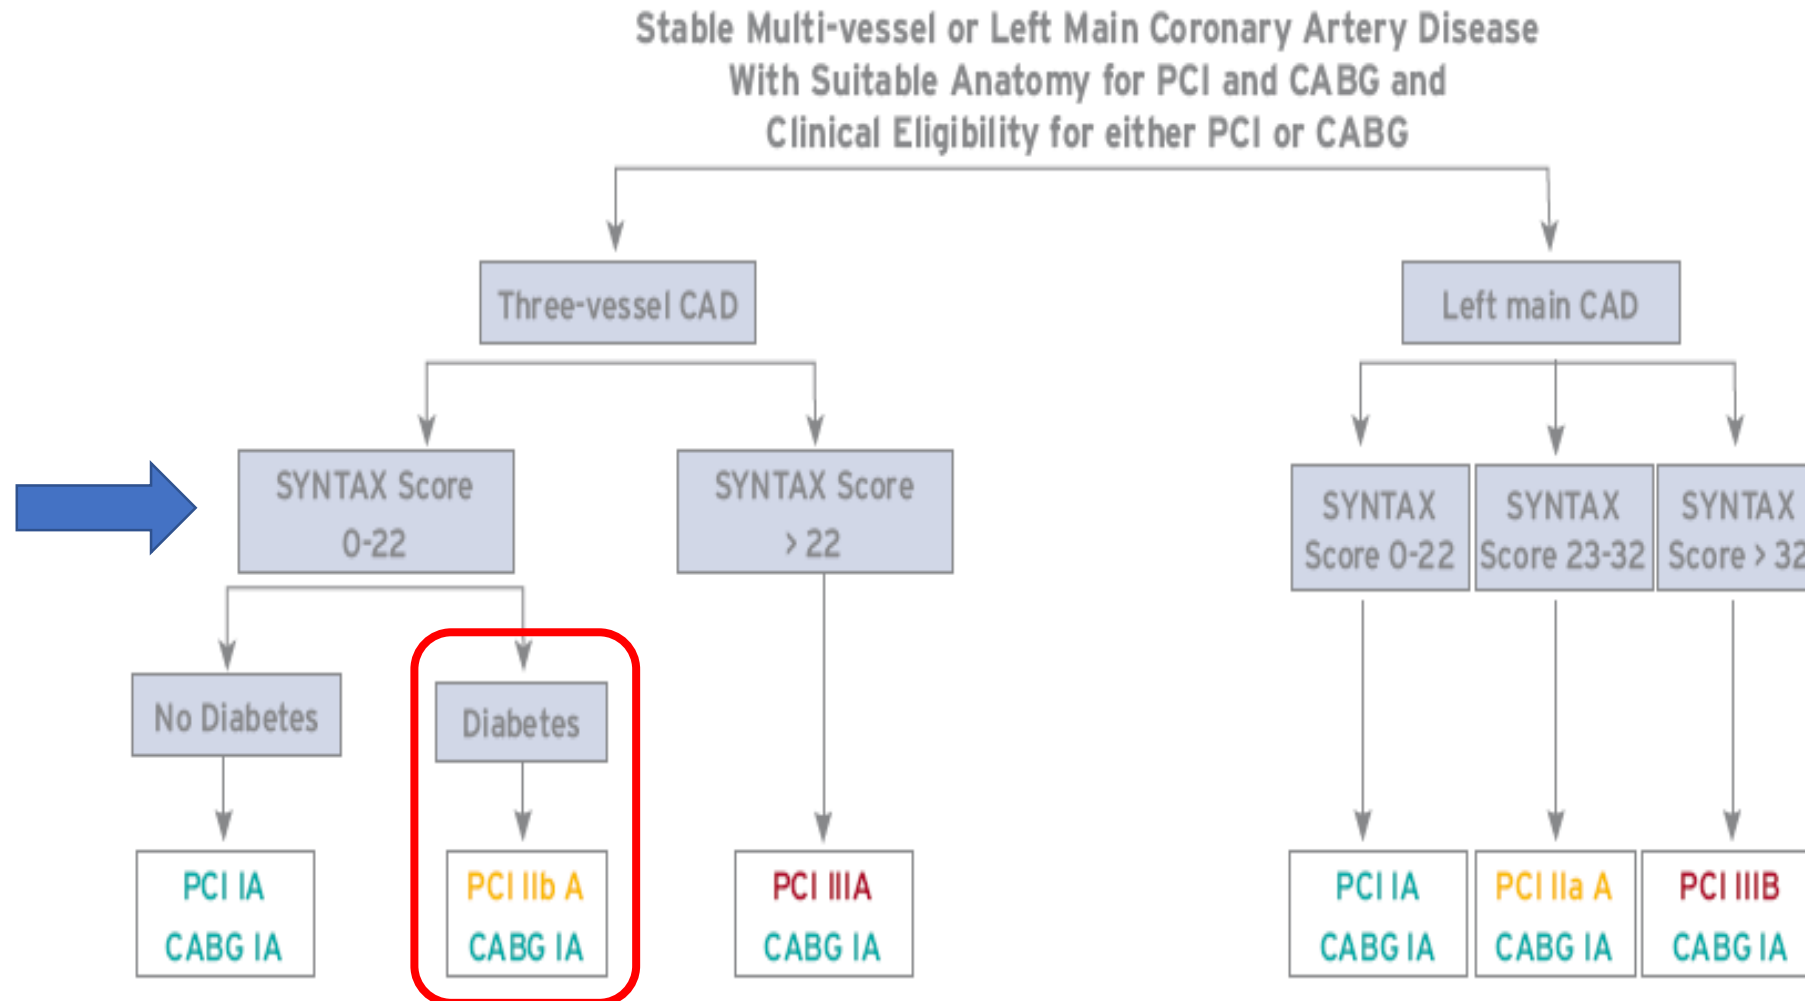 Stable Multi-vessel or Left Main Coronary Artery Disease
With Suitable Anatomy for PCI and CABG and
Clinical Eligibility for either PCI or CABG
Three-vessel CAD
Left main CAD
SYNTAX Score
0-22
SYNTAX Score
> 22
SYNTAX
Score 0-22
SYNTAX
Score 23-32
SYNTAX
Score > 32
No Diabetes
Diabetes
PCI IA
CABG IA
PCI IIb A
CABG IA
PCI IIIA
CABG IA
PCI IA
CABG IA
PCI IIa A
CABG IA
PCI IIIB
CABG IA